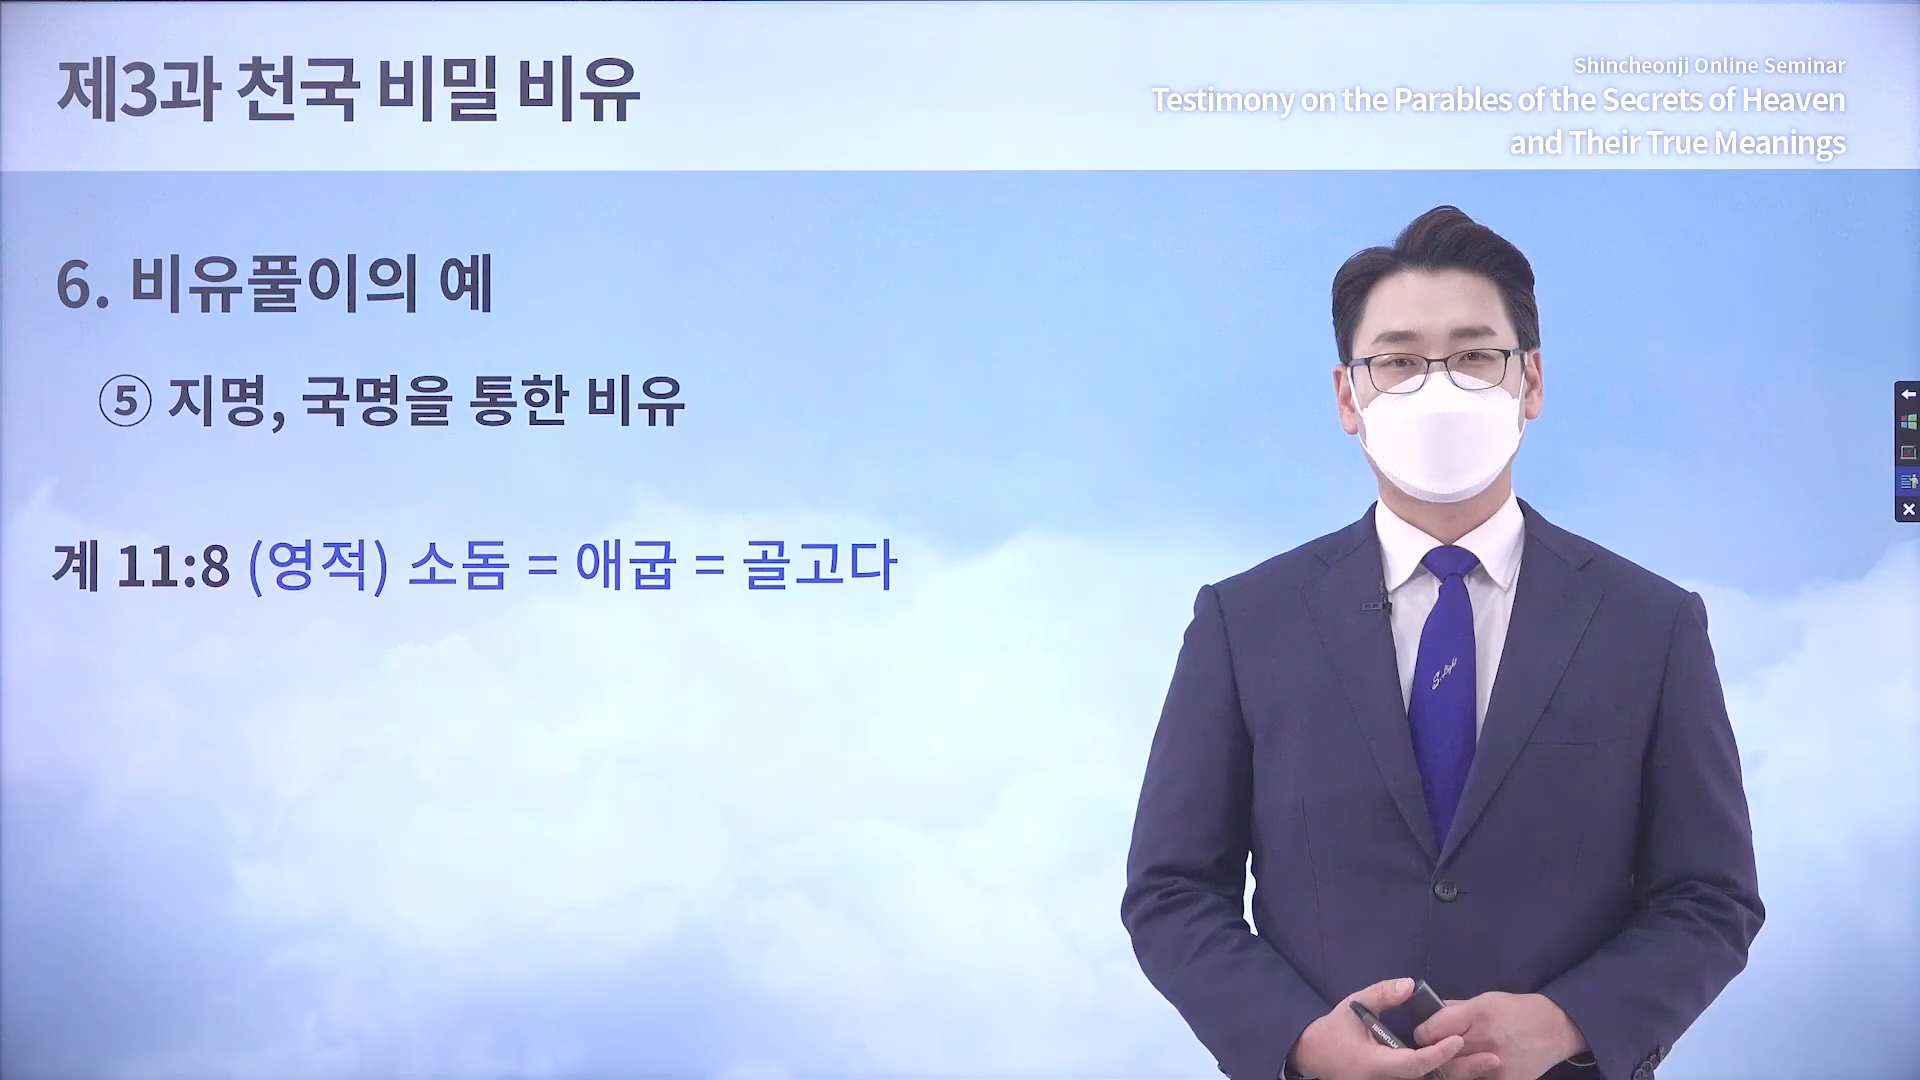 제3과 천국 비밀 비유
Shincheonji Online Seminar
Testimony on the Parables of the Secrets of Heaven
and Their True Meanings
6. 비유풀이의 예
⑤ 지명, 국명을 통한 비유
계 11:8 (영적) 소돔 = 애굽 = 골고다
S. Light
HYUNDAI